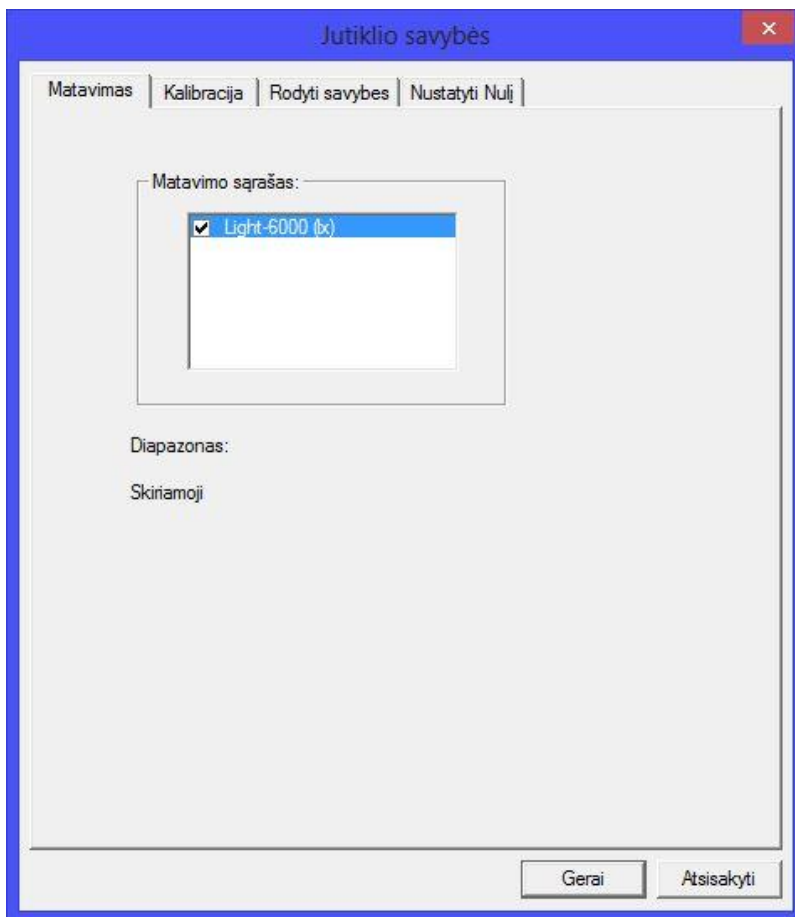 Jutiklio savybės
Matavimas Kalibracija Rodyti savybes Nustatyti Nulį
Matavimo sąrašas:
Light-6000 (lx)
Diapazonas:
Skiriamoji
Gerai Atsisakyti